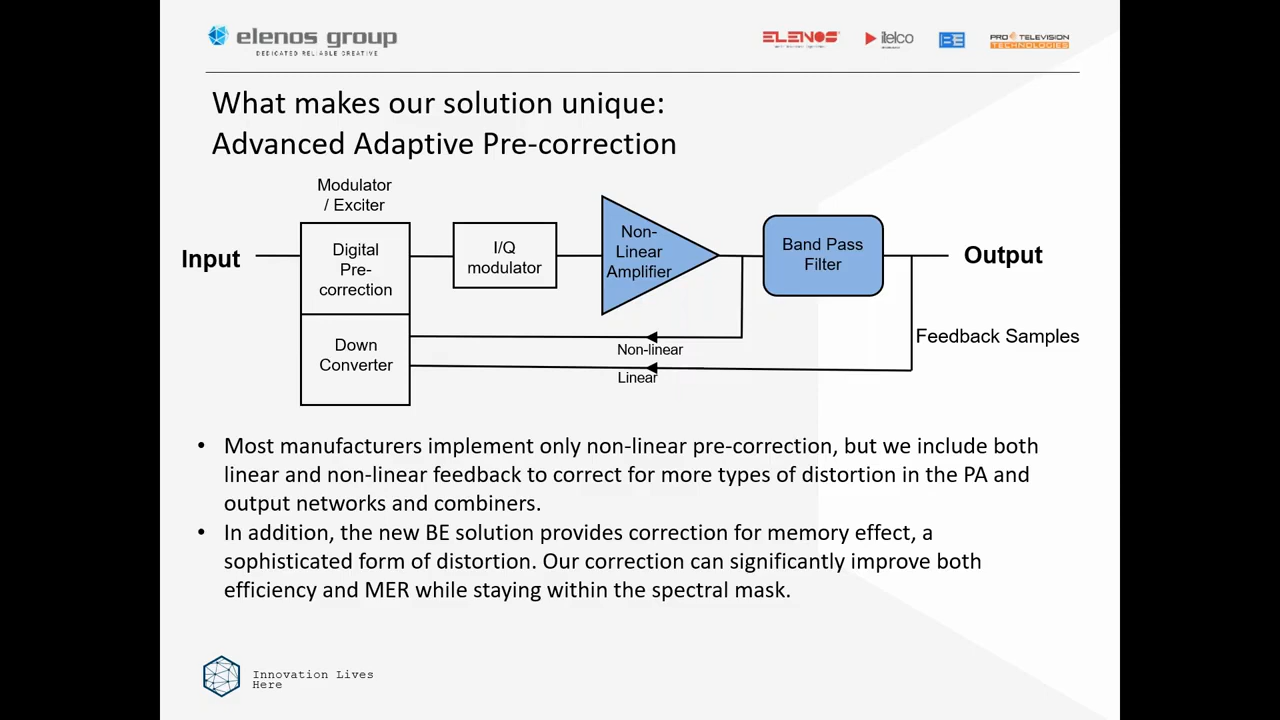 elenos group
DEDICATED RELIABLE CREATIVE
ELENOS
itelco
BE
PRO TELEVISION
TECHNOLOGIES
What makes our solution unique:
Advanced Adaptive Pre-correction
Modulator
/ Exciter
Input
Digital
Pre-
correction
I/Q
modulator
Non-
Linear
Amplifier
Band Pass
Filter
Output
Down
Converter
Non-linear
Linear
Feedback Samples
• Most manufacturers implement only non-linear pre-correction, but we include both
linear and non-linear feedback to correct for more types of distortion in the PA and
output networks and combiners.
• In addition, the new BE solution provides correction for memory effect, a
sophisticated form of distortion. Our correction can significantly improve both
efficiency and MER while staying within the spectral mask.
Innovation Lives
Here